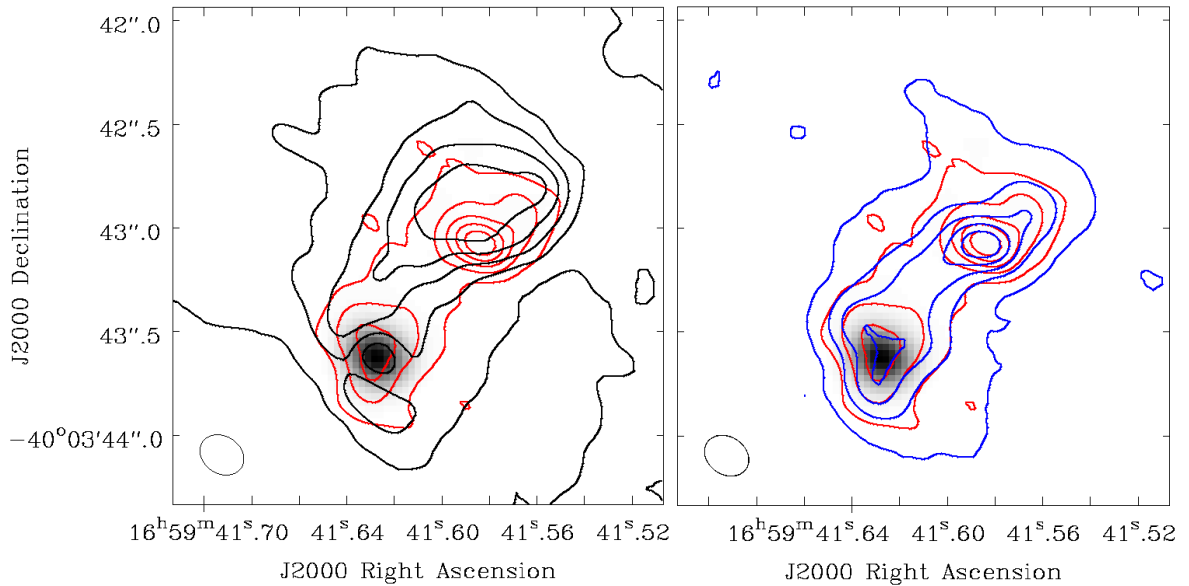 42″.0
42″.5
43″.0
43″.5
−40°03′44″.0
J2000 Declination
16ʰ59ᵐ41ˢ.70 41ˢ.64 41ˢ.60 41ˢ.56 41ˢ.52
J2000 Right Ascension
16ʰ59ᵐ41ˢ.64 41ˢ.60 41ˢ.56 41ˢ.52
J2000 Right Ascension